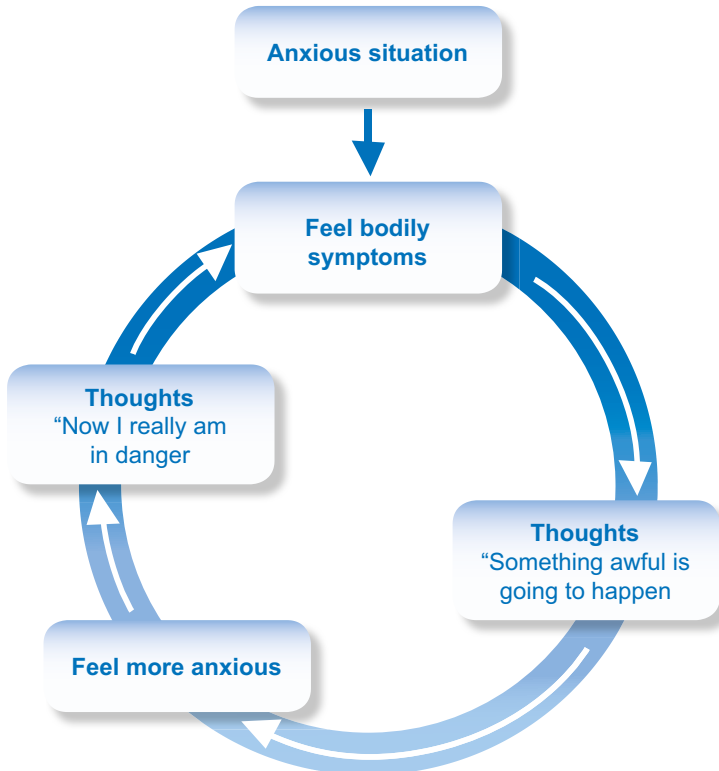 Anxious situation
Feel bodily
symptoms
Thoughts
“Now I really am
in danger
Thoughts
“Something awful is
going to happen
Feel more anxious